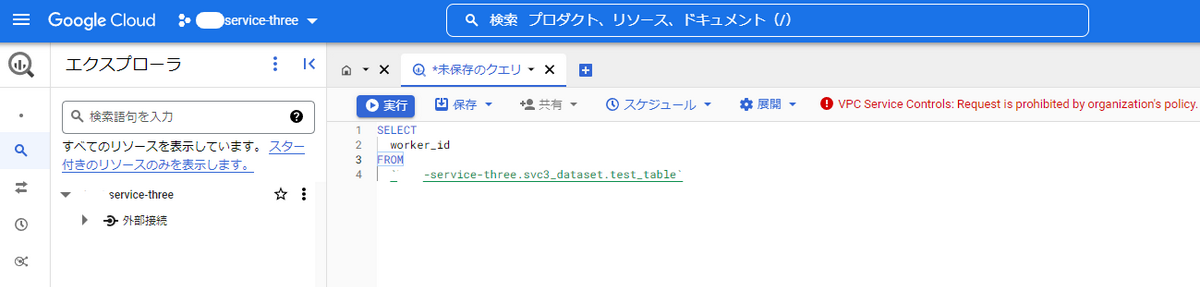 Google Cloud service-three 検索 プロダクト、リソース、ドキュメント (/)
エクスプローラ *未保存のクエリ
実行 保存 共有 スケジュール 展開 VPC Service Controls: Request is prohibited by organization's policy.
検索語句を入力
すべてのリソースを表示しています。 スター
付きのリソースのみを表示します。
service-three
外部接続
1 SELECT
2 worker_id
3 FROM
4 ` -service-three.svc3_dataset.test_table`